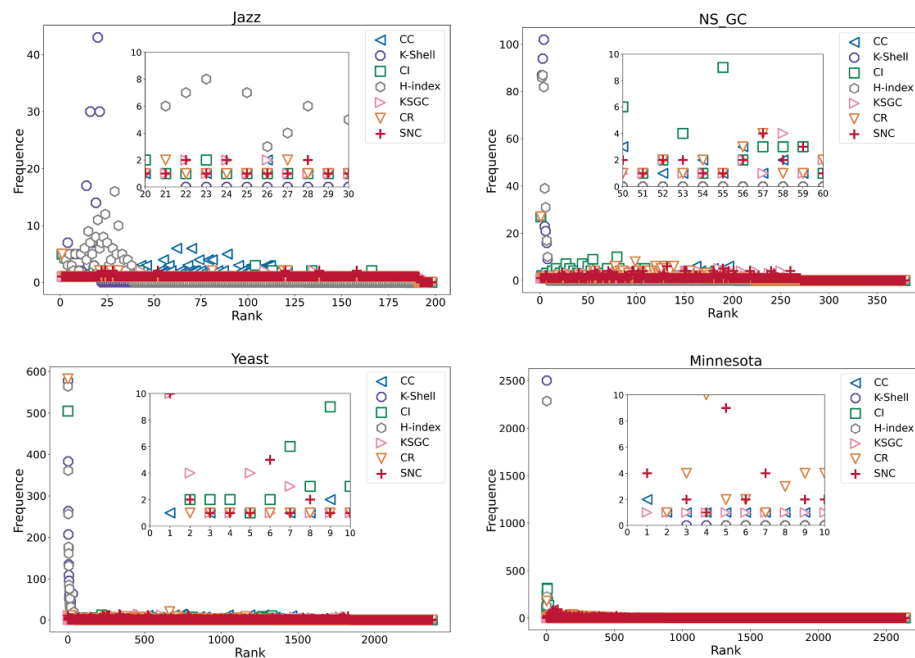 Jazz
Frequence
40
30
20
10
5
0
10
8
6
4
2
0
20 21 22 23 24 25 26 27 28 29 30
CC
K-Shell
CI
H-index
KSGC
CR
SNC
0 25 50 75 100 125 150 175 200
Rank
NS_GC
Frequence
100
80
60
40
20
0
10
8
6
4
2
0
50 51 52 53 54 55 56 57 58 59 60
CC
K-Shell
CI
H-index
KSGC
CR
SNC
0 50 100 150 200 250 300 350
Rank
Yeast
Frequence
600
500
400
300
200
100
0
10
8
6
4
2
0
0 1 2 3 4 5 6 7 8 9 10
CC
K-Shell
CI
H-index
KSGC
CR
SNC
0 500 1000 1500 2000
Rank
Minnesota
Frequence
2500
2000
1500
1000
500
0
10
8
6
4
2
0
0 1 2 3 4 5 6 7 8 9 10
CC
K-Shell
CI
H-index
KSGC
CR
SNC
0 500 1000 1500 2000 2500
Rank